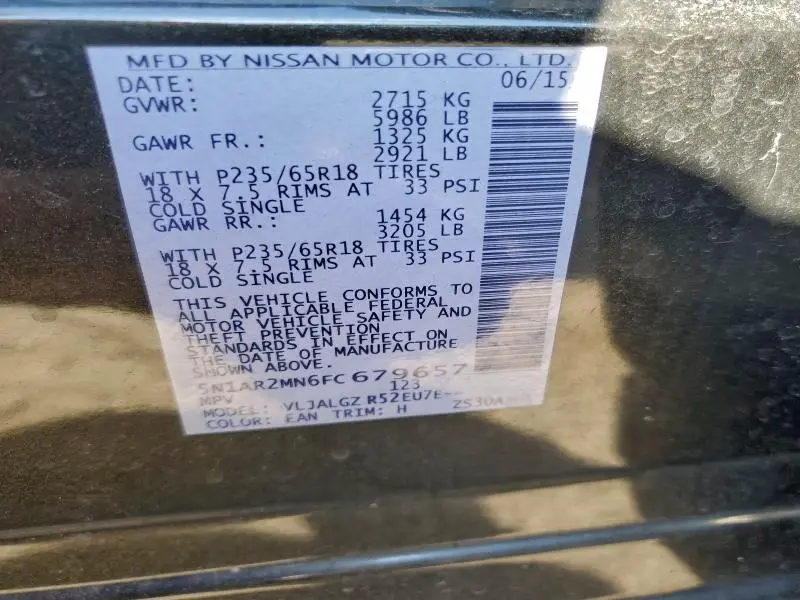 MFD BY NISSAN MOTOR CO., LTD.
DATE: 06/15
GVWR: 2715 KG
5986 LB
GAWR FR.: 1325 KG
2921 LB
WITH P235/65R18 TIRES
18 X 7.5 RIMS AT 33 PSI
COLD SINGLE
GAWR RR.: 1454 KG
3205 LB
WITH P235/65R18 TIRES
18 X 7.5 RIMS AT 33 PSI
COLD SINGLE
THIS VEHICLE CONFORMS TO
ALL APPLICABLE FEDERAL
MOTOR VEHICLE SAFETY AND
THEFT PREVENTION
STANDARDS IN EFFECT ON
THE DATE OF MANUFACTURE
SHOWN ABOVE.
5N1AR2MN6FC679657
MPV 123
MODEL: VLJALGZ R52EU7E--
COLOR: EAN TRIM: H